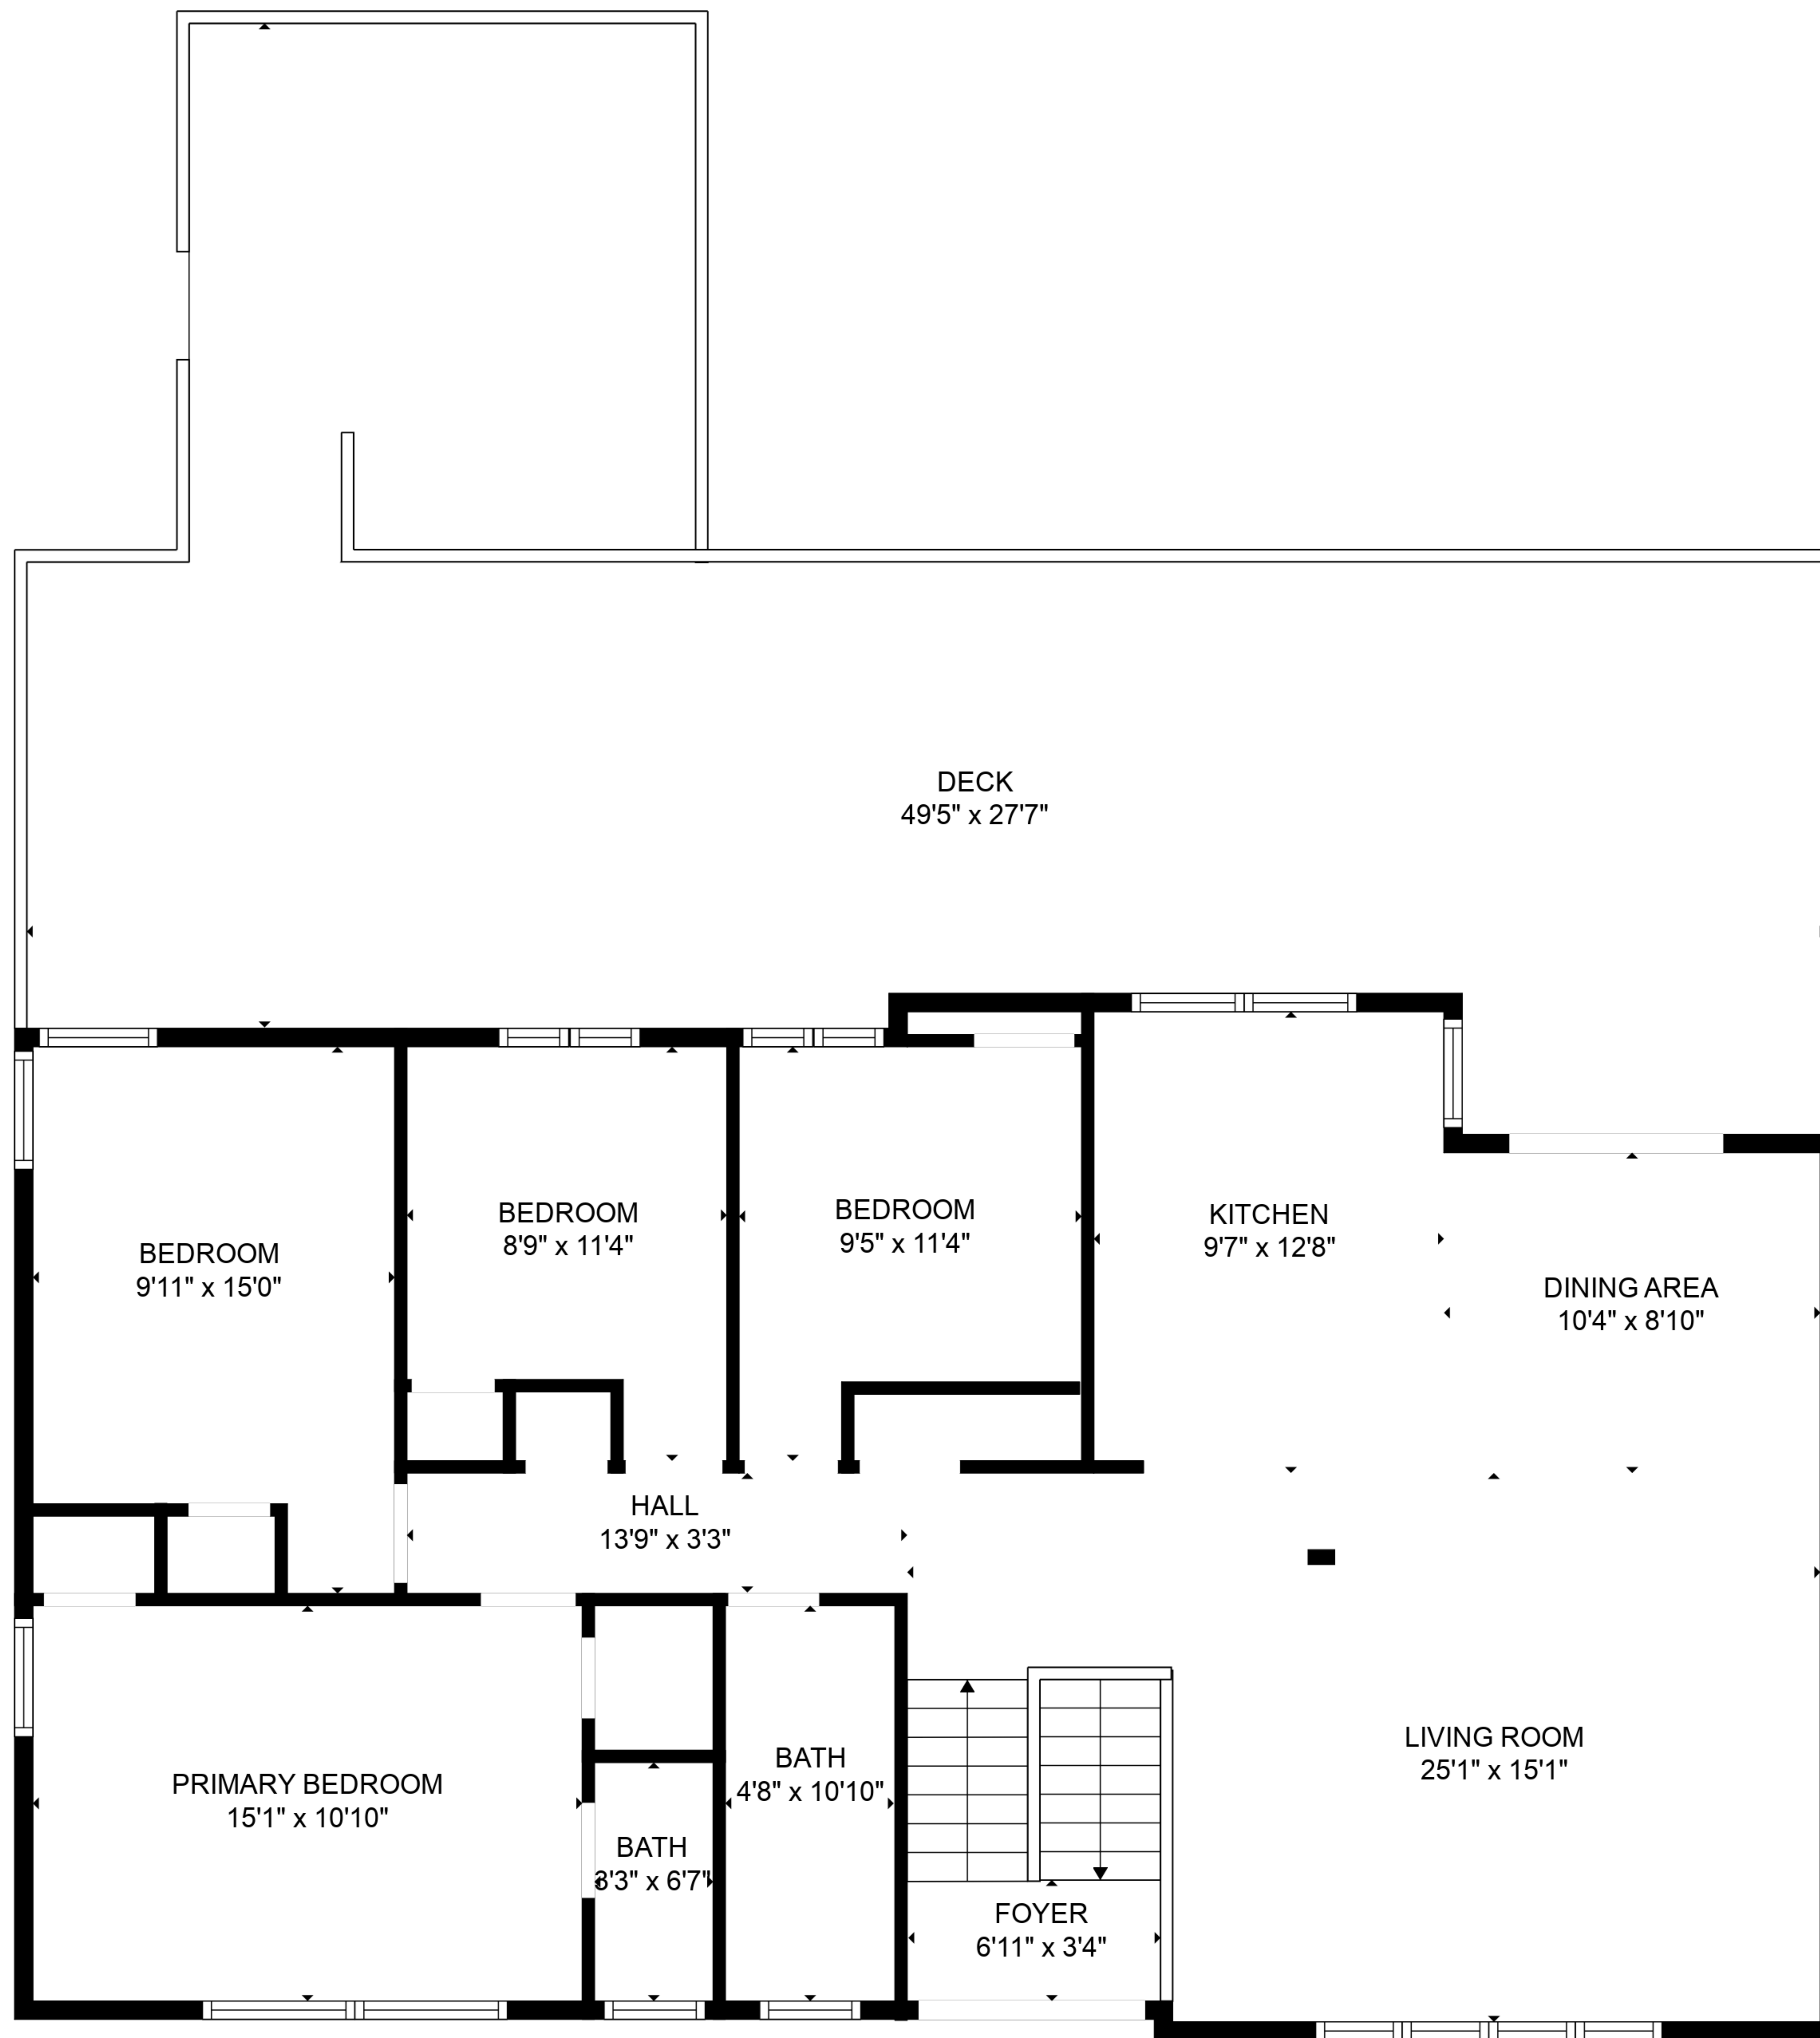 DECK
49'5" x 27'7"
BEDROOM
9'11" x 15'0"
BEDROOM
8'9" x 11'4"
BEDROOM
9'5" x 11'4"
KITCHEN
9'7" x 12'8"
DINING AREA
10'4" x 8'10"
HALL
13'9" x 3'3"
PRIMARY BEDROOM
15'1" x 10'10"
BATH
3'3" x 6'7"
BATH
4'8" x 10'10"
FOYER
6'11" x 3'4"
LIVING ROOM
25'1" x 15'1"